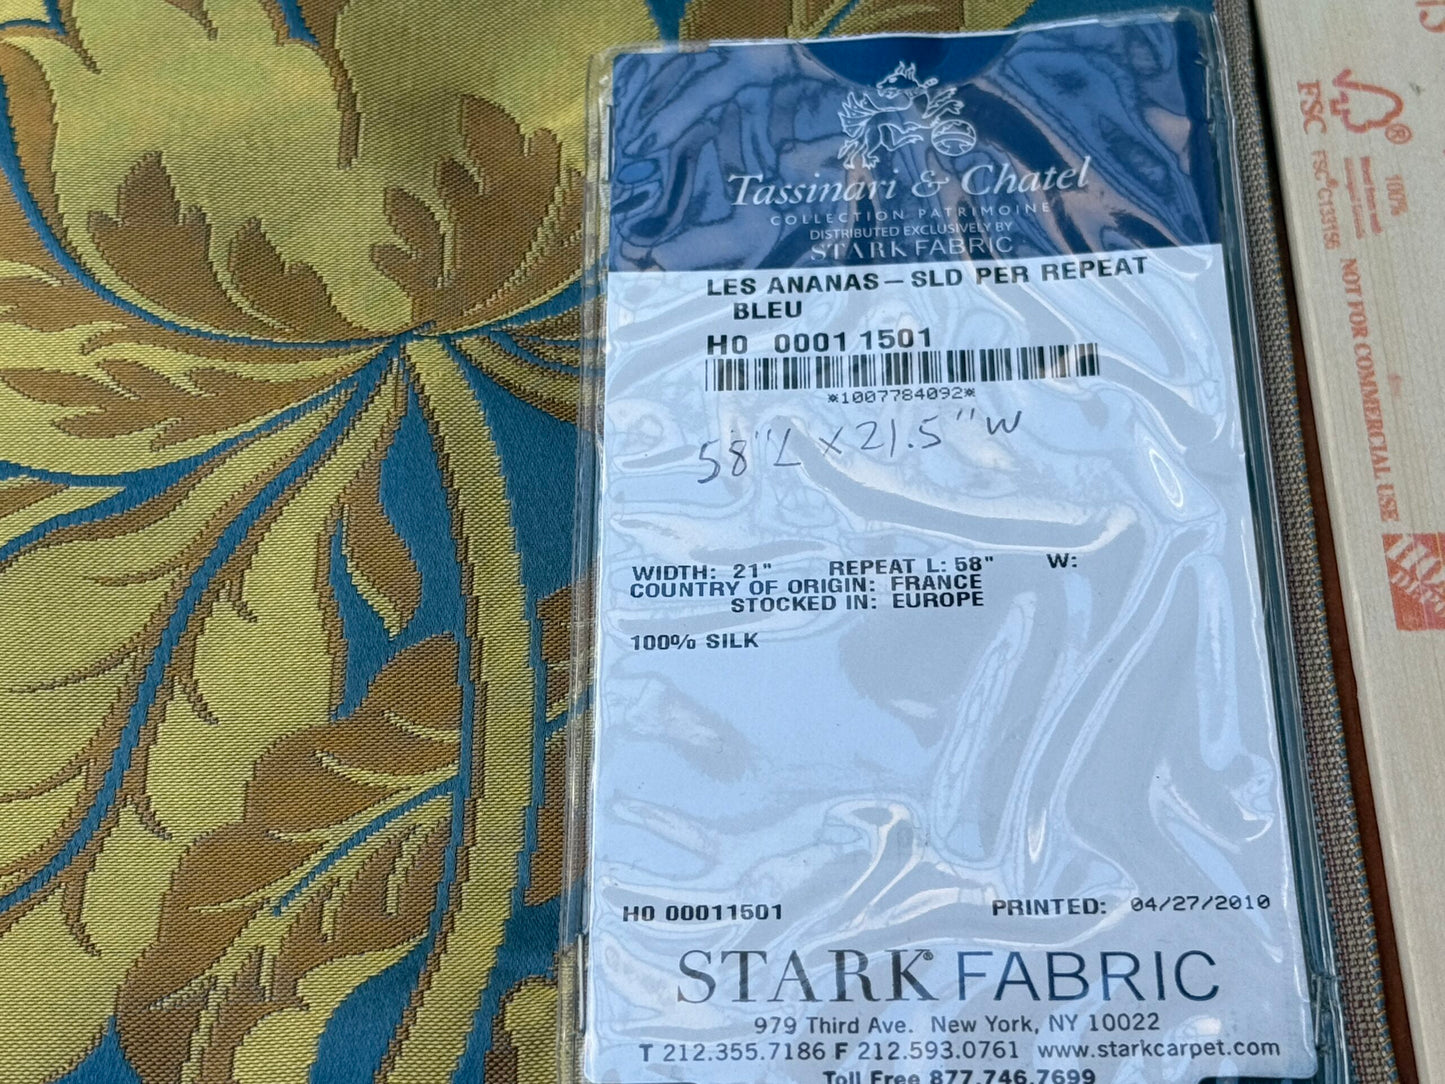 Tassinari & Chatel
COLLECTION PATRIMOINE
DISTRIBUTED EXCLUSIVELY BY
STARK FABRIC
LES ANANAS-SLD PER REPEAT
BLEU
H0 00011501
*1007784092*
58"L x 21.5"W
WIDTH: 21" REPEAT L: 58" W:
COUNTRY OF ORIGIN: FRANCE
STOCKED IN: EUROPE
100% SILK
H0 00011501 PRINTED: 04/27/2010
STARK® FABRIC
979 Third Ave. New York, NY 10022
T 212.355.7186 F 212.593.0761 www.starkcarpet.com
Toll Free 877.746.7699
FSC ®
FSC® C133156
100%
NOT FOR COMMERCIAL USE